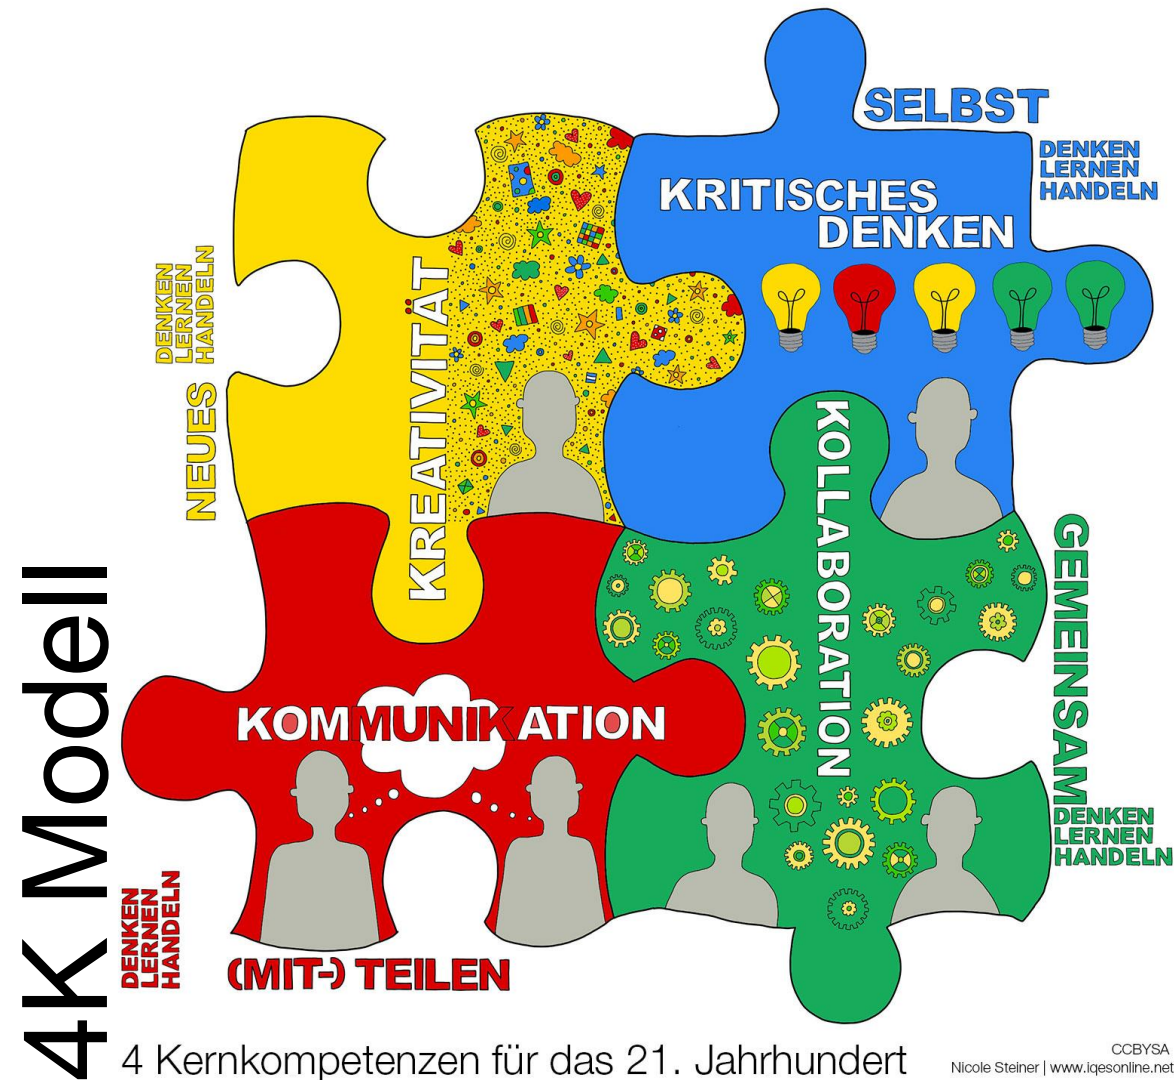 4K Modell
SELBST
DENKEN
LERNEN
HANDELN
KRITISCHES
DENKEN
NEUES
DENKEN
LERNEN
HANDELN
KREATIVITÄT
KOLLABORATION
GEMEINSAM
DENKEN
LERNEN
HANDELN
KOMMUNIKATION
DENKEN
LERNEN
HANDELN
(MIT-) TEILEN
4 Kernkompetenzen für das 21. Jahrhundert
CCBYSA
Nicole Steiner | www.iqesonline.net